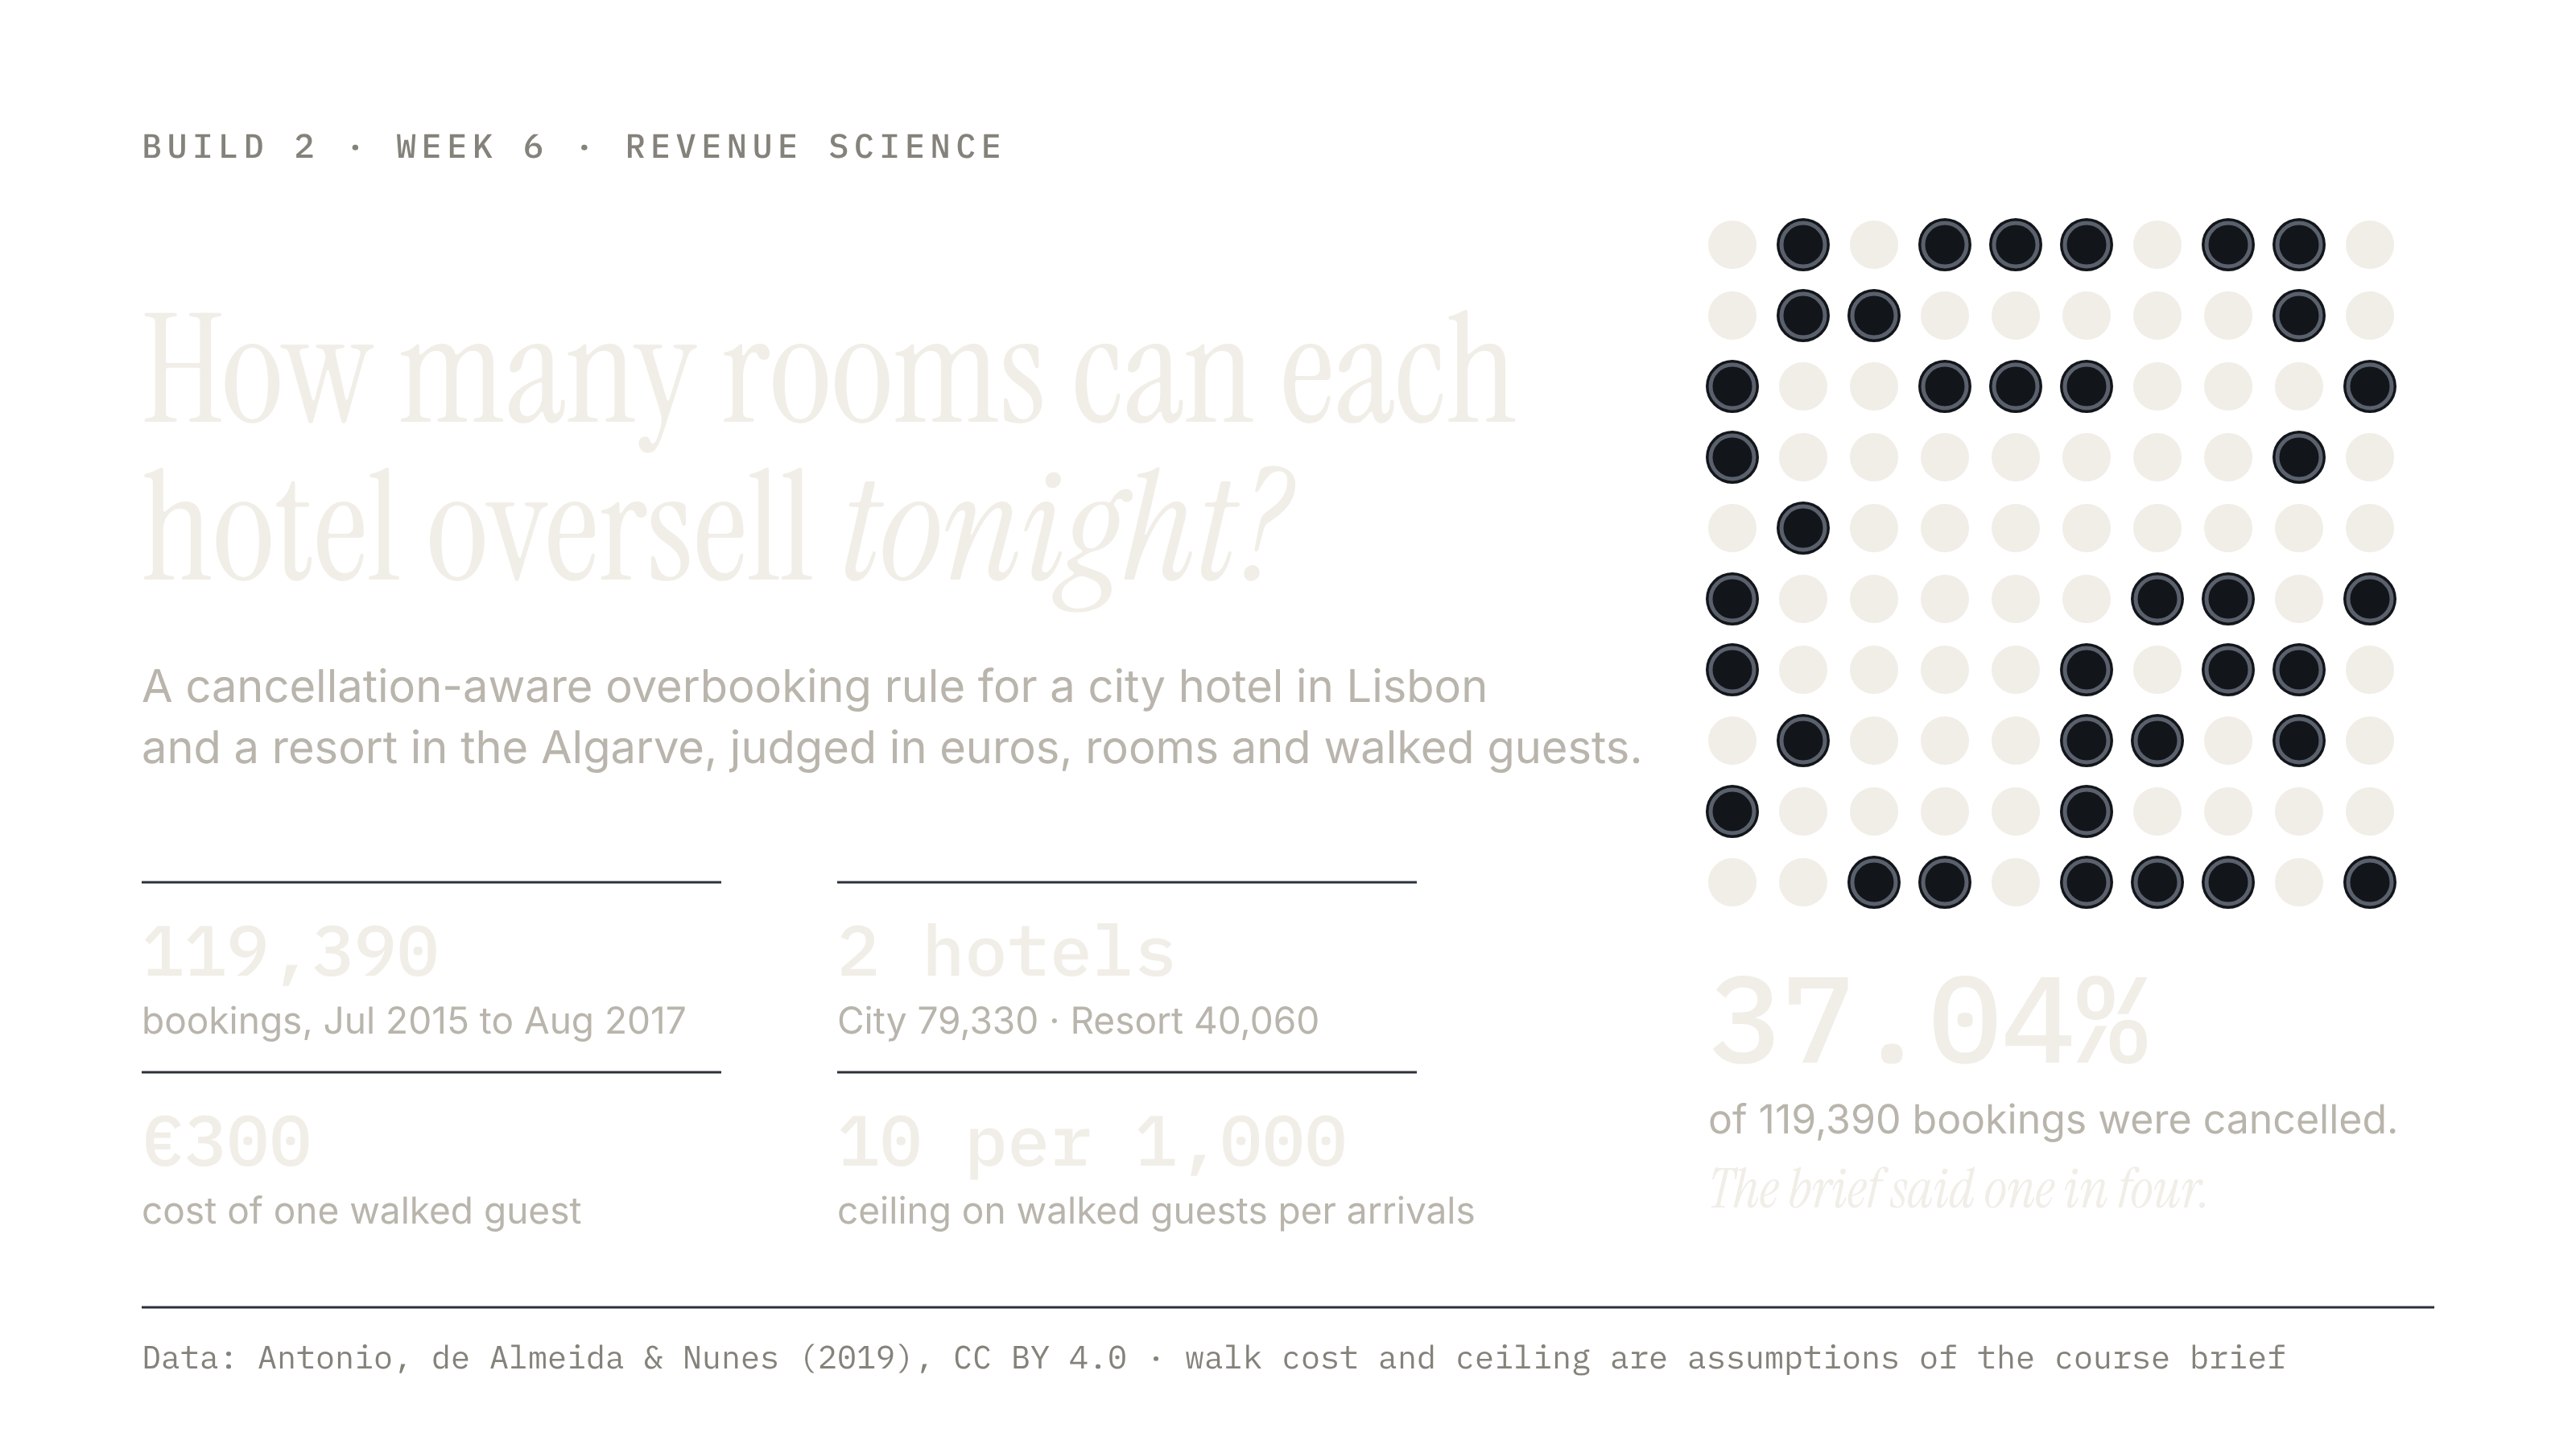 BUILD 2 · WEEK 6 · REVENUE SCIENCE
How many rooms can each
hotel oversell tonight?
A cancellation-aware overbooking rule for a city hotel in Lisbon
and a resort in the Algarve, judged in euros, rooms and walked guests.
119,390
bookings, Jul 2015 to Aug 2017
2 hotels
City 79,330 · Resort 40,060
€300
cost of one walked guest
10 per 1,000
ceiling on walked guests per arrivals
37.04%
of 119,390 bookings were cancelled.
The brief said one in four.
Data: Antonio, de Almeida & Nunes (2019), CC BY 4.0 · walk cost and ceiling are assumptions of the course brief